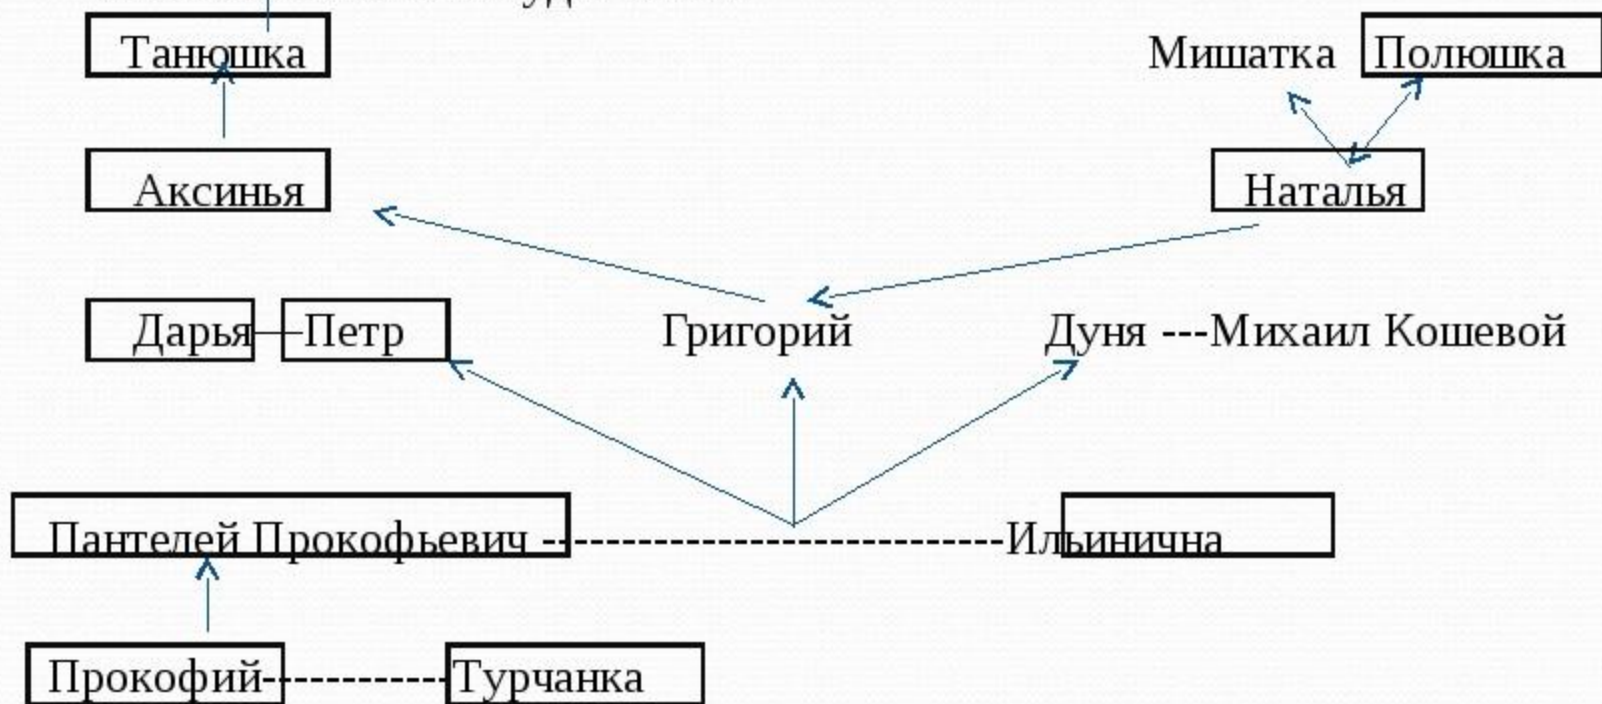 Танюшка Мишатка Полюшка
Аксинья Наталья
Дарья — Петр Григорий Дуня ---Михаил Кошевой
Пантелей Прокофьевич -------------------------------Ильинична
Прокофий------------Турчанка